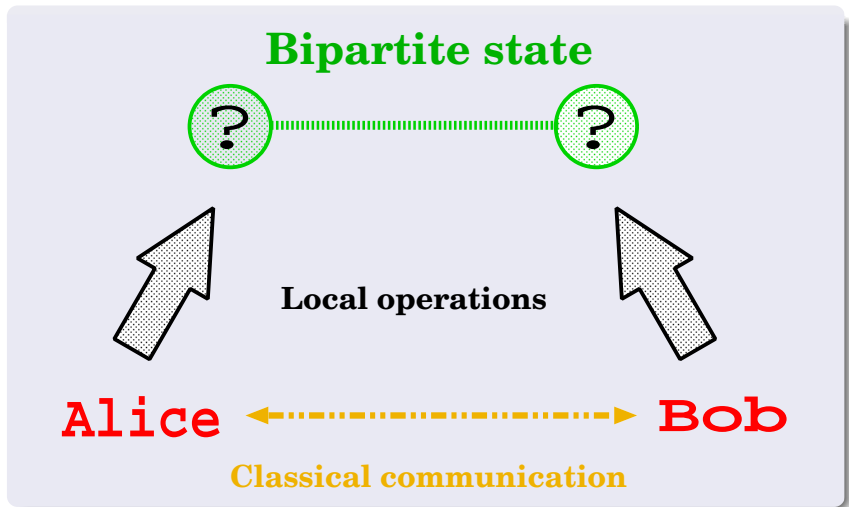 Bipartite state
? ?
Local operations
Alice Bob
Classical communication